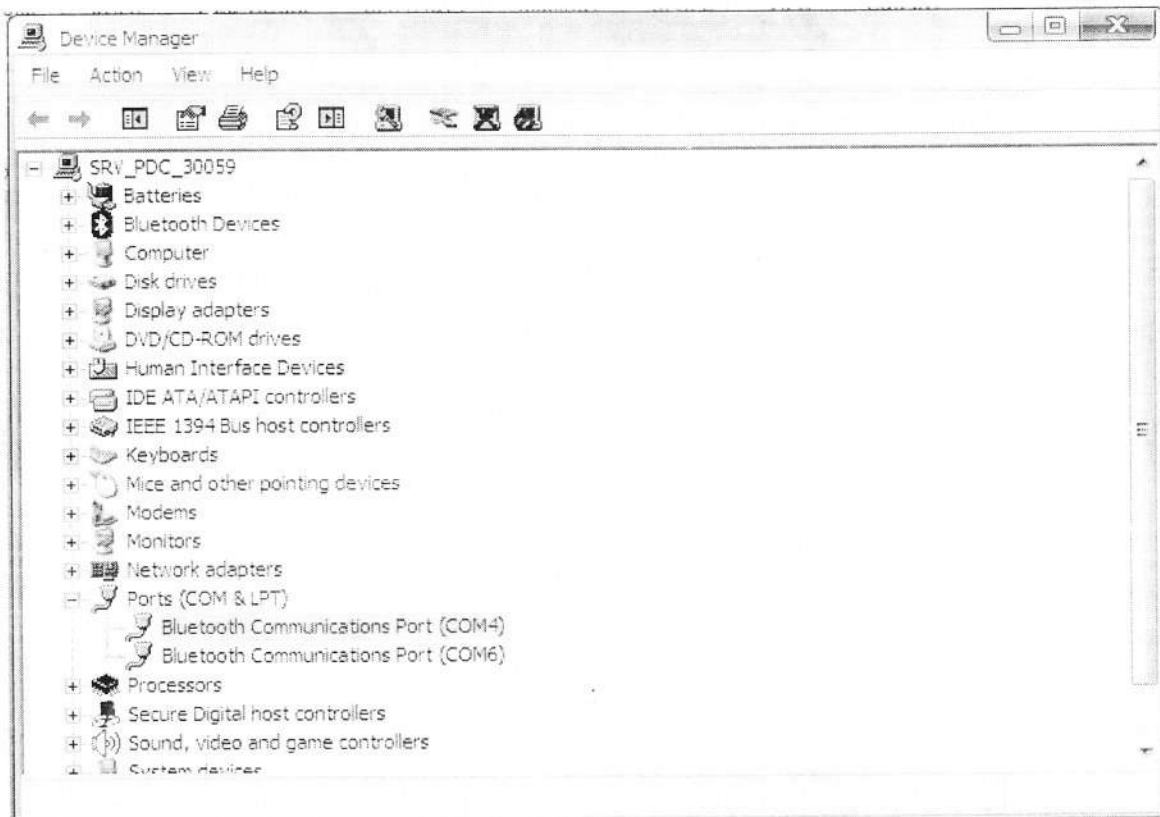 Device Manager
File Action View Help
SRV_PDC_30059
Batteries
Bluetooth Devices
Computer
Disk drives
Display adapters
DVD/CD-ROM drives
Human Interface Devices
IDE ATA/ATAPI controllers
IEEE 1394 Bus host controllers
Keyboards
Mice and other pointing devices
Modems
Monitors
Network adapters
Ports (COM & LPT)
Bluetooth Communications Port (COM4)
Bluetooth Communications Port (COM6)
Processors
Secure Digital host controllers
Sound, video and game controllers
System devices